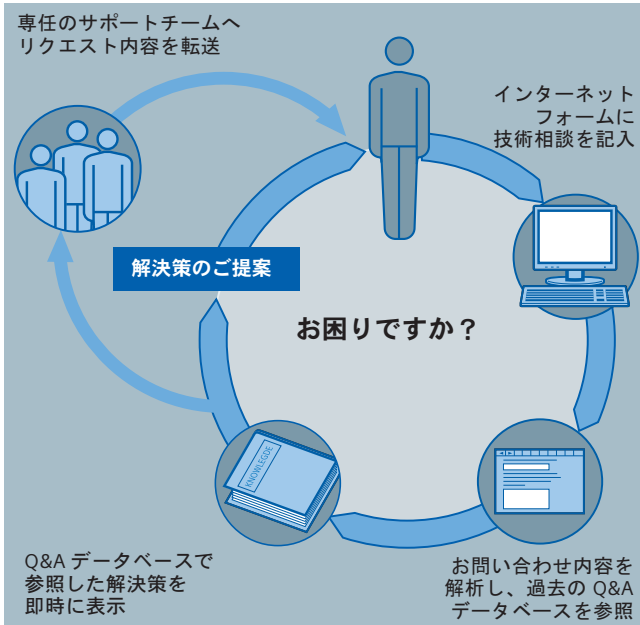 専任のサポートチームへ
リクエスト内容を転送
インターネット
フォームに
技術相談を記入
解決策のご提案
お困りですか？
KNOWLEGDE
Q&A データベースで
参照した解決策を
即時に表示
お問い合わせ内容を
解析し、過去の Q&A
データベースを参照